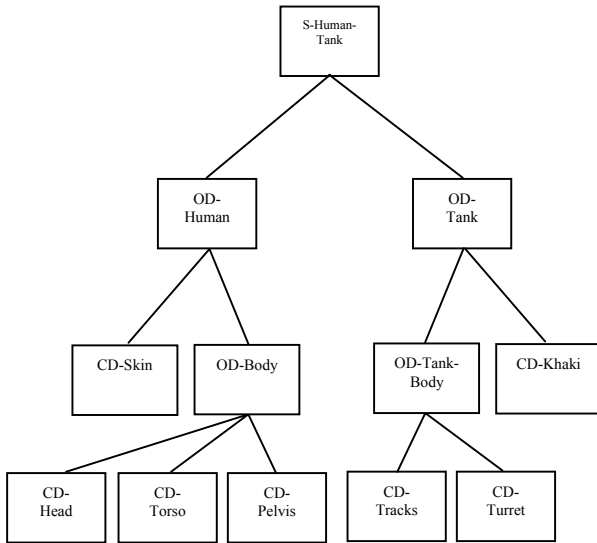 S-Human-
Tank
OD-
Human
OD-
Tank
CD-Skin
OD-Body
OD-Tank-
Body
CD-Khaki
CD-
Head
CD-
Torso
CD-
Pelvis
CD-
Tracks
CD-
Turret